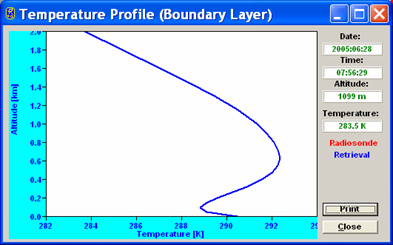 Temperature Profile (Boundary Layer)
Date:
2005:06:28
Time:
07:56:29
Altitude:
1099 m
Temperature:
283.5 K
Radiosonde
Retrieval
Print
Close
Altitude [km]
2.0
1.8
1.6
1.4
1.2
1.0
0.8
0.6
0.4
0.2
0.0
282
284
286
288
290
292
29
Temperature [K]